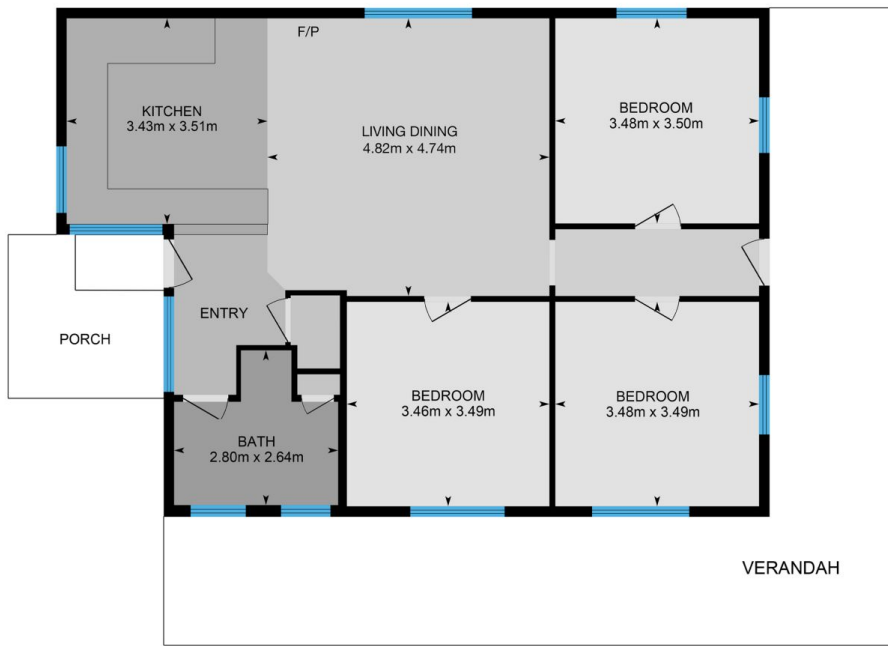 F/P
KITCHEN
3.43m x 3.51m
LIVING DINING
4.82m x 4.74m
BEDROOM
3.48m x 3.50m
ENTRY
PORCH
BEDROOM
3.46m x 3.49m
BEDROOM
3.48m x 3.49m
BATH
2.80m x 2.64m
VERANDAH